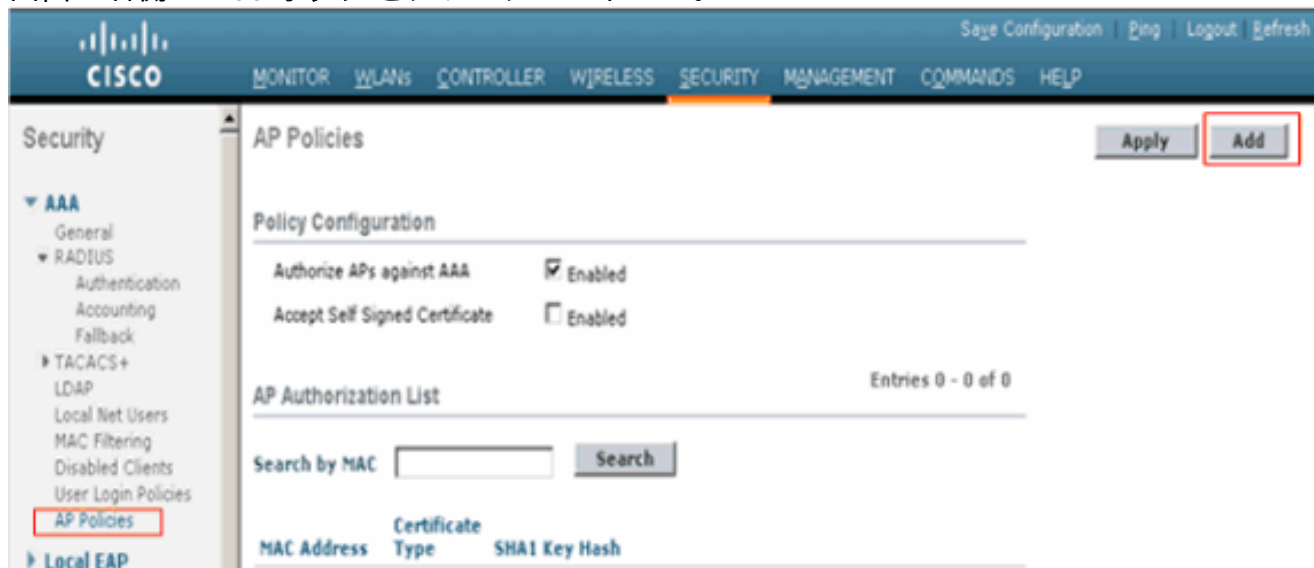 Save Configuration | Ping | Logout | Refresh
CISCO
MONITOR WLANs CONTROLLER WIRELESS SECURITY MANAGEMENT COMMANDS HELP
Security
AAA
General
RADIUS
Authentication
Accounting
Fallback
TACACS+
LDAP
Local Net Users
MAC Filtering
Disabled Clients
User Login Policies
AP Policies
Local EAP
AP Policies
Apply
Add
Policy Configuration
Authorize APs against AAA Enabled
Accept Self Signed Certificate Enabled
AP Authorization List
Entries 0 - 0 of 0
Search by MAC
Search
MAC Address Certificate Type SHA1 Key Hash